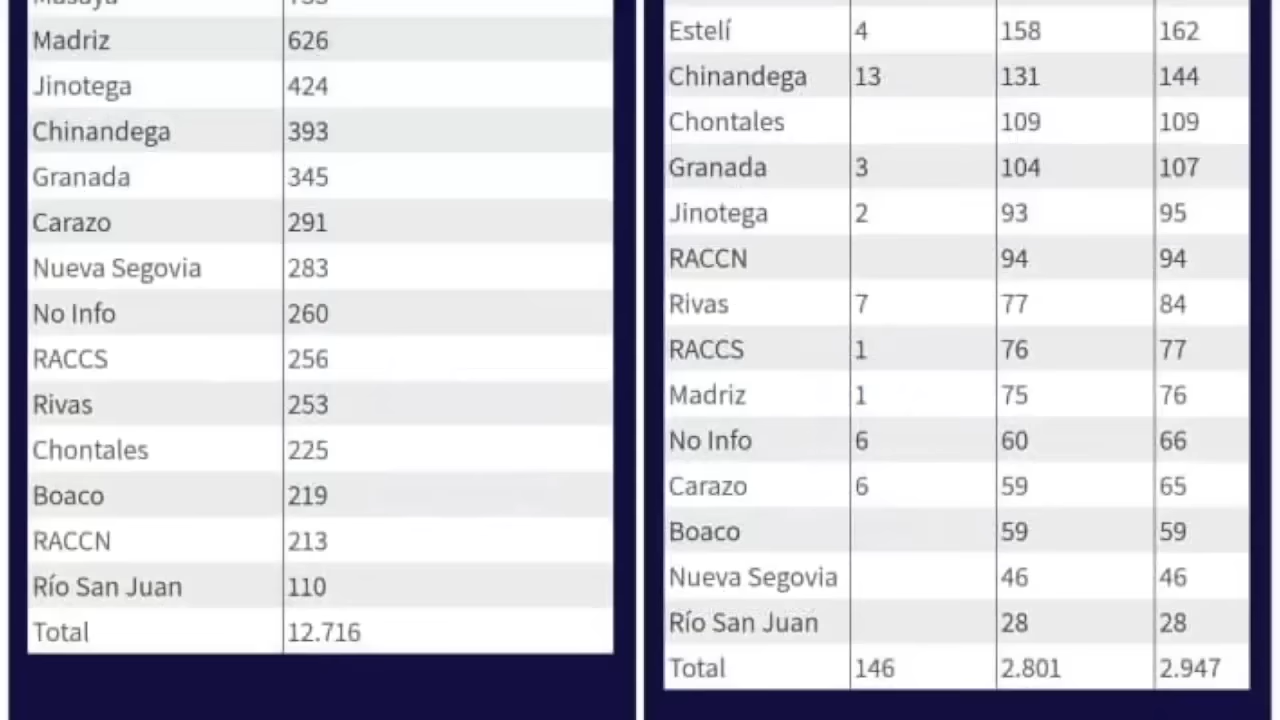 Madriz 626
Jinotega 424
Chinandega 393
Granada 345
Carazo 291
Nueva Segovia 283
No Info 260
RACCS 256
Rivas 253
Chontales 225
Boaco 219
RACCN 213
Río San Juan 110
Total 12.716
Estelí 4 158 162
Chinandega 13 131 144
Chontales 109 109
Granada 3 104 107
Jinotega 2 93 95
RACCN 94 94
Rivas 7 77 84
RACCS 1 76 77
Madriz 1 75 76
No Info 6 60 66
Carazo 6 59 65
Boaco 59 59
Nueva Segovia 46 46
Río San Juan 28 28
Total 146 2.801 2.947